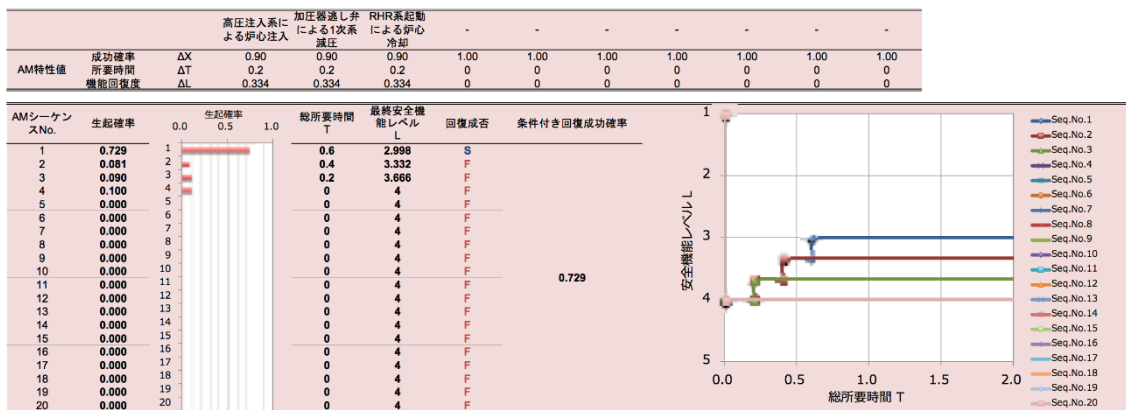 高圧注入系に 加圧器逃し弁 RHR系起動
よる炉心注入 による1次系 による炉心
減圧 冷却
- - - - - - -
成功確率 ΔX 0.90 0.90 0.90 1.00 1.00 1.00 1.00 1.00 1.00 1.00
AM特性値 所要時間 ΔT 0.2 0.2 0.2 0 0 0 0 0 0 0
機能回復度 ΔL 0.334 0.334 0.334 0 0 0 0 0 0 0
AMシーケン
スNo.
生起確率
生起確率
0.0 0.5 1.0
総所要時間
T
最終安全機
能レベル
L
回復成否
条件付き回復成功確率
1 0.729 1 0.6 2.998 S
2 0.081 2 0.4 3.332 F
3 0.090 3 0.2 3.666 F
4 0.100 4 0 4 F
5 0.000 5 0 4 F
6 0.000 6 0 4 F
7 0.000 7 0 4 F
8 0.000 8 0 4 F
9 0.000 9 0 4 F
10 0.000 10 0 4 F
0.729
11 0.000 11 0 4 F
12 0.000 12 0 4 F
13 0.000 13 0 4 F
14 0.000 14 0 4 F
15 0.000 15 0 4 F
16 0.000 16 0 4 F
17 0.000 17 0 4 F
18 0.000 18 0 4 F
19 0.000 19 0 4 F
20 0.000 20 0 4 F
安全機能レベル L
1
2
3
4
5
0.0 0.5 1.0 1.5 2.0
総所要時間 T
Seq.No.1
Seq.No.2
Seq.No.3
Seq.No.4
Seq.No.5
Seq.No.6
Seq.No.7
Seq.No.8
Seq.No.9
Seq.No.10
Seq.No.11
Seq.No.12
Seq.No.13
Seq.No.14
Seq.No.15
Seq.No.16
Seq.No.17
Seq.No.18
Seq.No.19
Seq.No.20